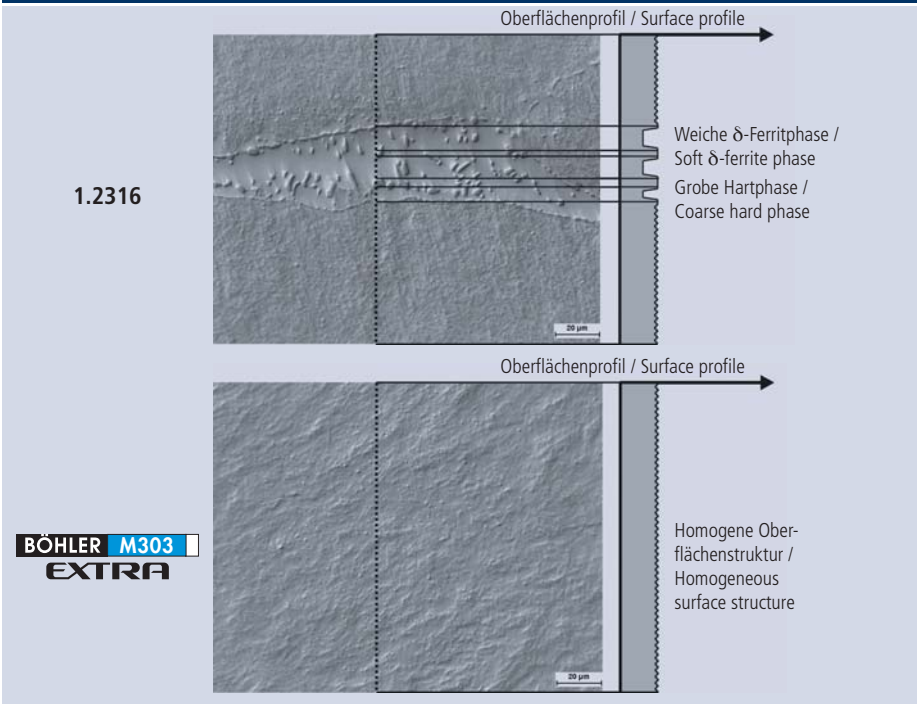 Oberflächenprofil / Surface profile
Weiche δ-Ferritphase /
Soft δ-ferrite phase
Grobe Hartphase /
Coarse hard phase
1.2316
20 µm
Oberflächenprofil / Surface profile
Homogene Ober-
flächenstruktur /
Homogeneous
surface structure
BÖHLER M303
EXTRA
20 µm